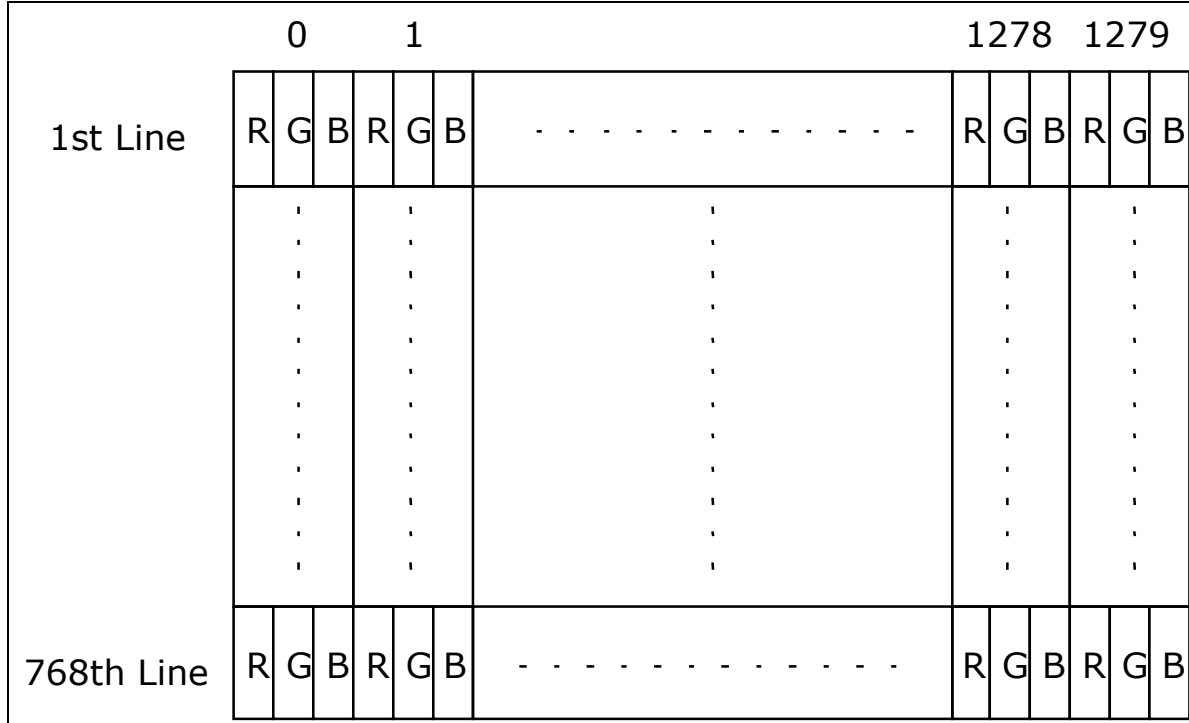 0 1 1278 1279
1st Line R G B R G B - - - - - - - - - - - - R G B R G B
768th Line R G B R G B - - - - - - - - - - - - R G B R G B